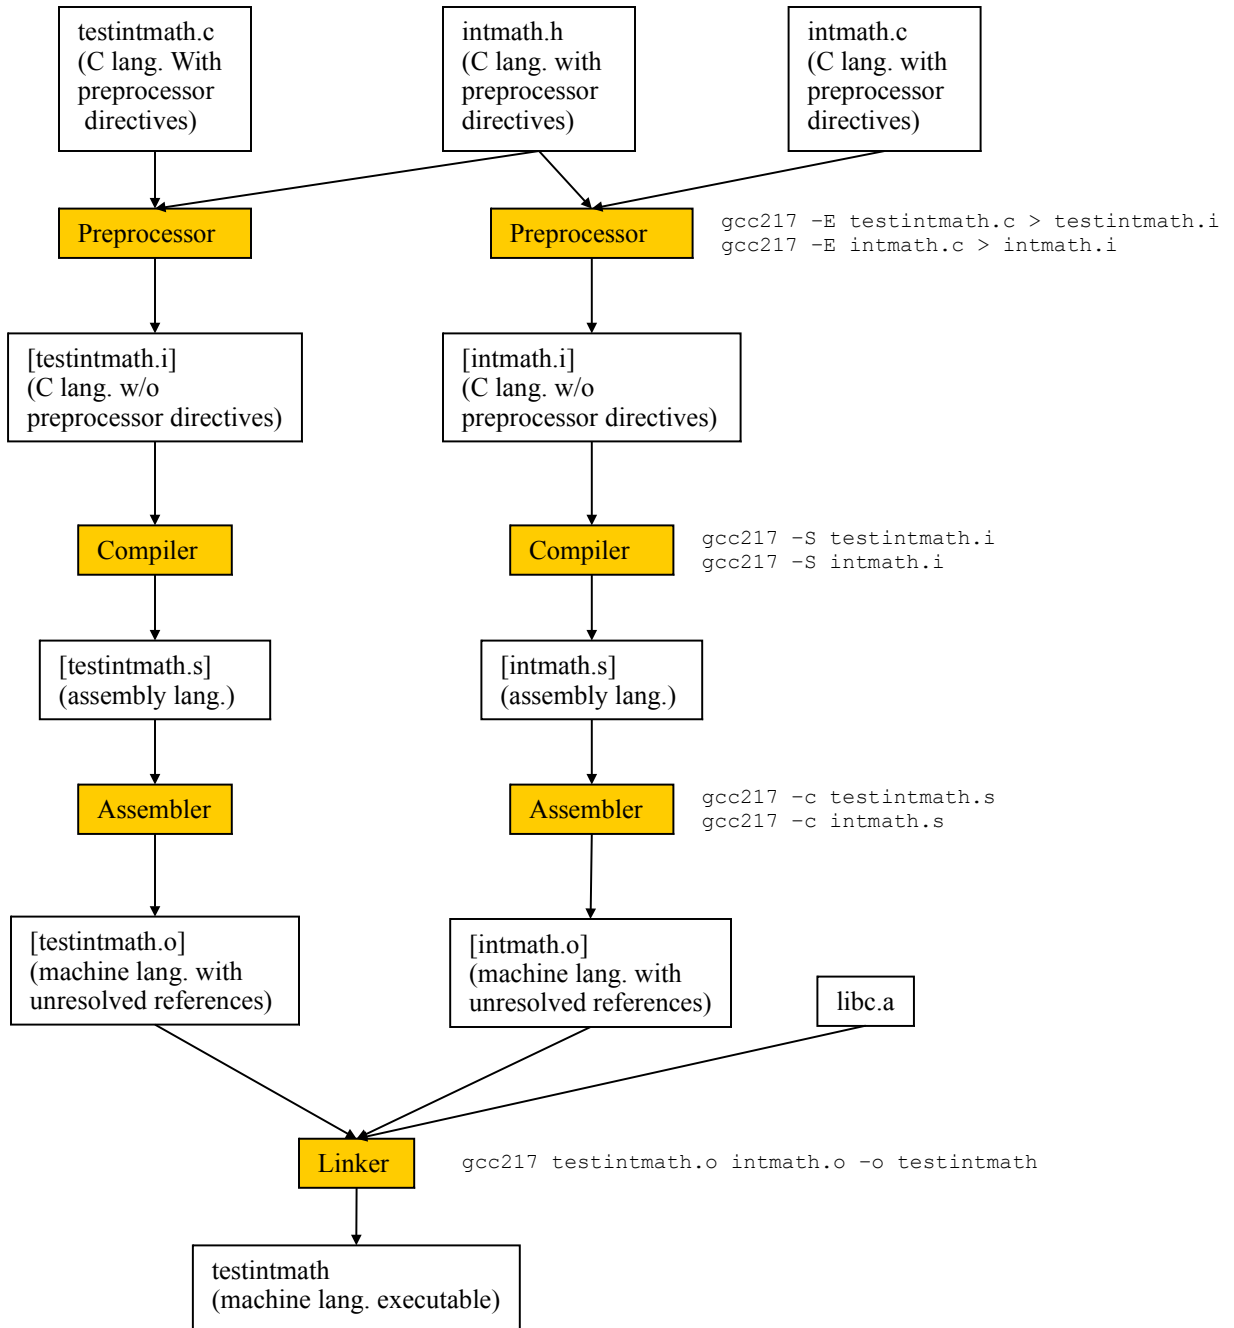 testintmath.c
(C lang. With
preprocessor
directives)
intmath.h
(C lang. with
preprocessor
directives)
intmath.c
(C lang. with
preprocessor
directives)
Preprocessor
Preprocessor
gcc217 –E testintmath.c > testintmath.i
gcc217 –E intmath.c > intmath.i
[testintmath.i]
(C lang. w/o
preprocessor directives)
[intmath.i]
(C lang. w/o
preprocessor directives)
Compiler
Compiler
gcc217 –S testintmath.i
gcc217 –S intmath.i
[testintmath.s]
(assembly lang.)
[intmath.s]
(assembly lang.)
Assembler
Assembler
gcc217 –c testintmath.s
gcc217 –c intmath.s
[testintmath.o]
(machine lang. with
unresolved references)
[intmath.o]
(machine lang. with
unresolved references)
libc.a
Linker
gcc217 testintmath.o intmath.o –o testintmath
testintmath
(machine lang. executable)